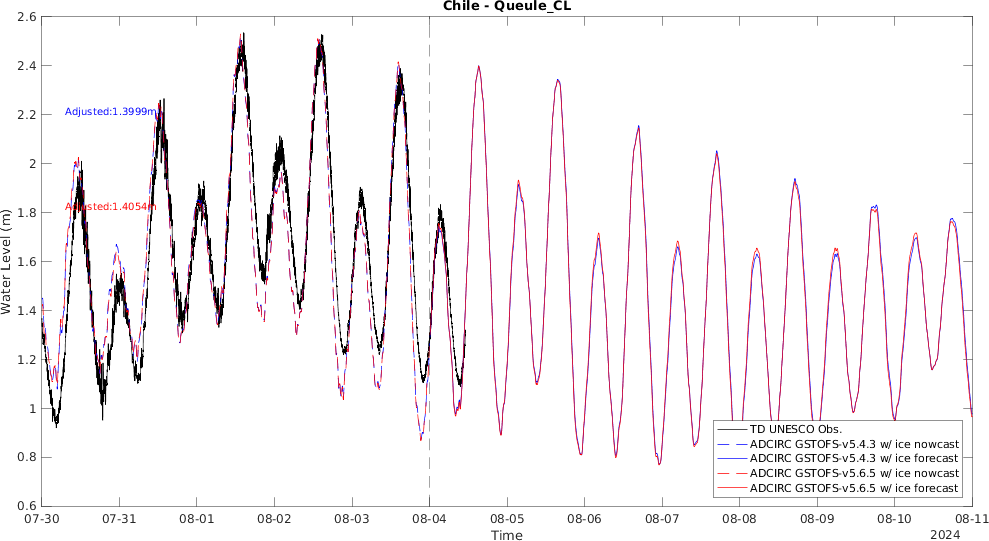 Chile - Queule_CL
2.6
2.4
2.2
2
1.8
1.6
1.4
1.2
1
0.8
0.6
Water Level (m)
Adjusted:1.3999m
Adjusted:1.4054m
TD UNESCO Obs.
ADCIRC GSTOFS-v5.4.3 w/ ice nowcast
ADCIRC GSTOFS-v5.4.3 w/ ice forecast
ADCIRC GSTOFS-v5.6.5 w/ ice nowcast
ADCIRC GSTOFS-v5.6.5 w/ ice forecast
07-30 07-31 08-01 08-02 08-03 08-04 08-05 08-06 08-07 08-08 08-09 08-10 08-11
Time
2024